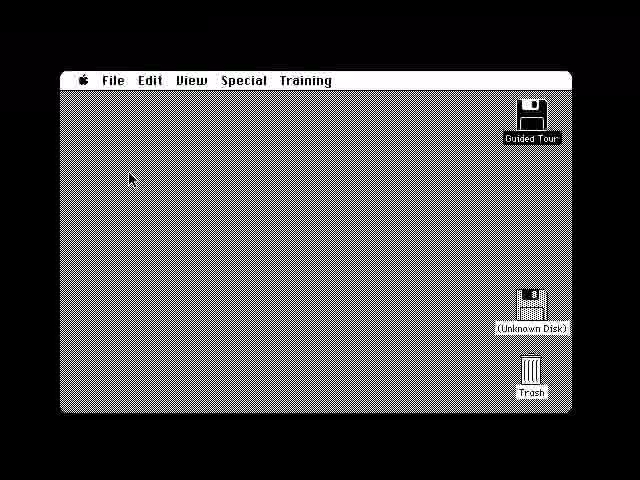 File Edit View Special Training
Guided Tour
(Unknown Disk)
Trash